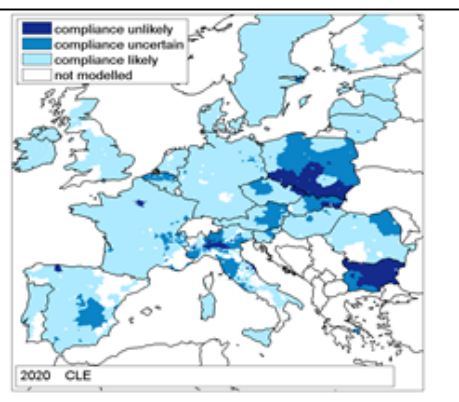 compliance unlikely
compliance uncertain
compliance likely
not modelled
2020 CLE